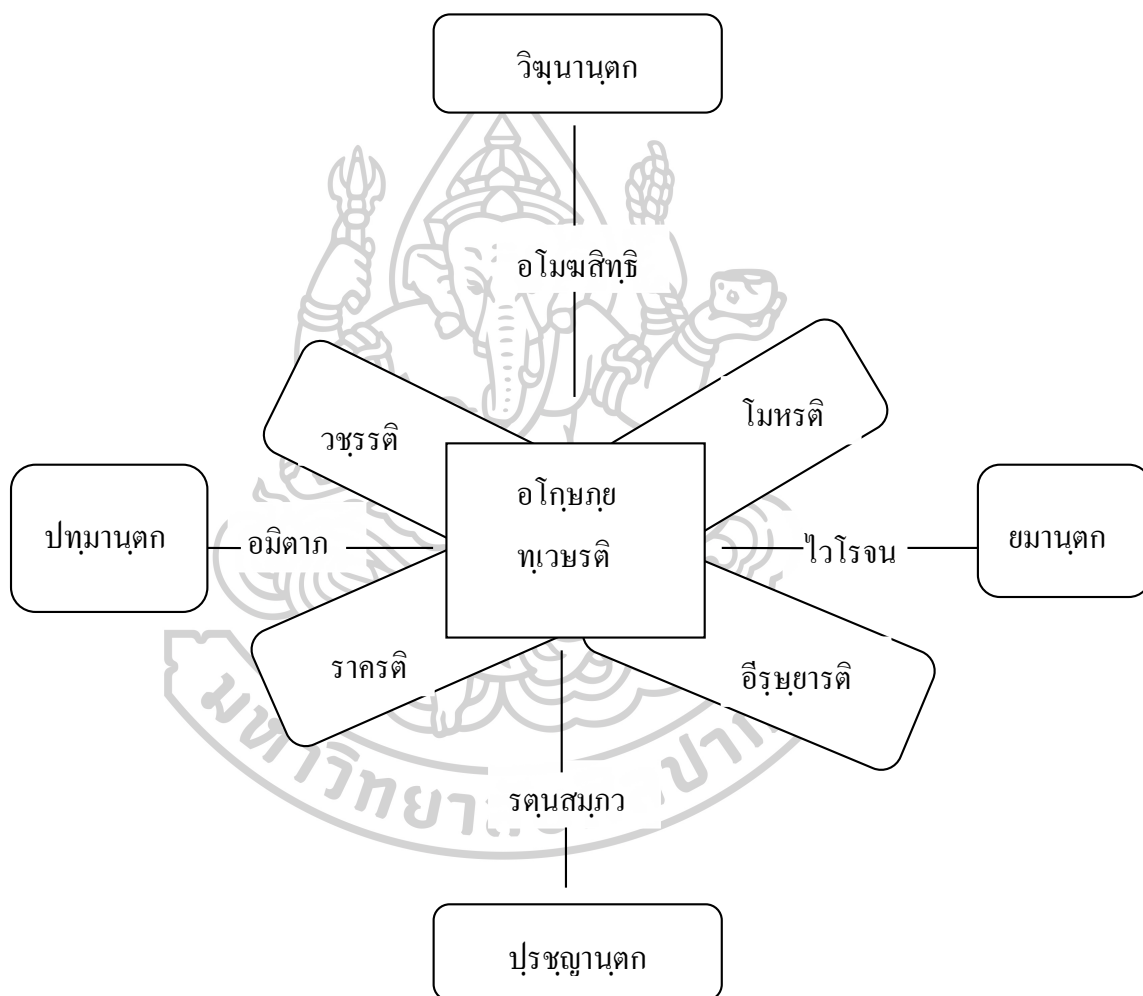 วิฆฺนานฺตก
อโมฆสิทฺธิ
วชฺรรติ
โมหรติ
อโกฺษภฺย
ทฺเวษรติ
ปทฺมานฺตก
อมิตาภ
ไวโรจน
ยมานฺตก
ราครติ
อีรฺษฺยารติ
รตฺนสมฺภว
ปฺรชฺญานฺตก